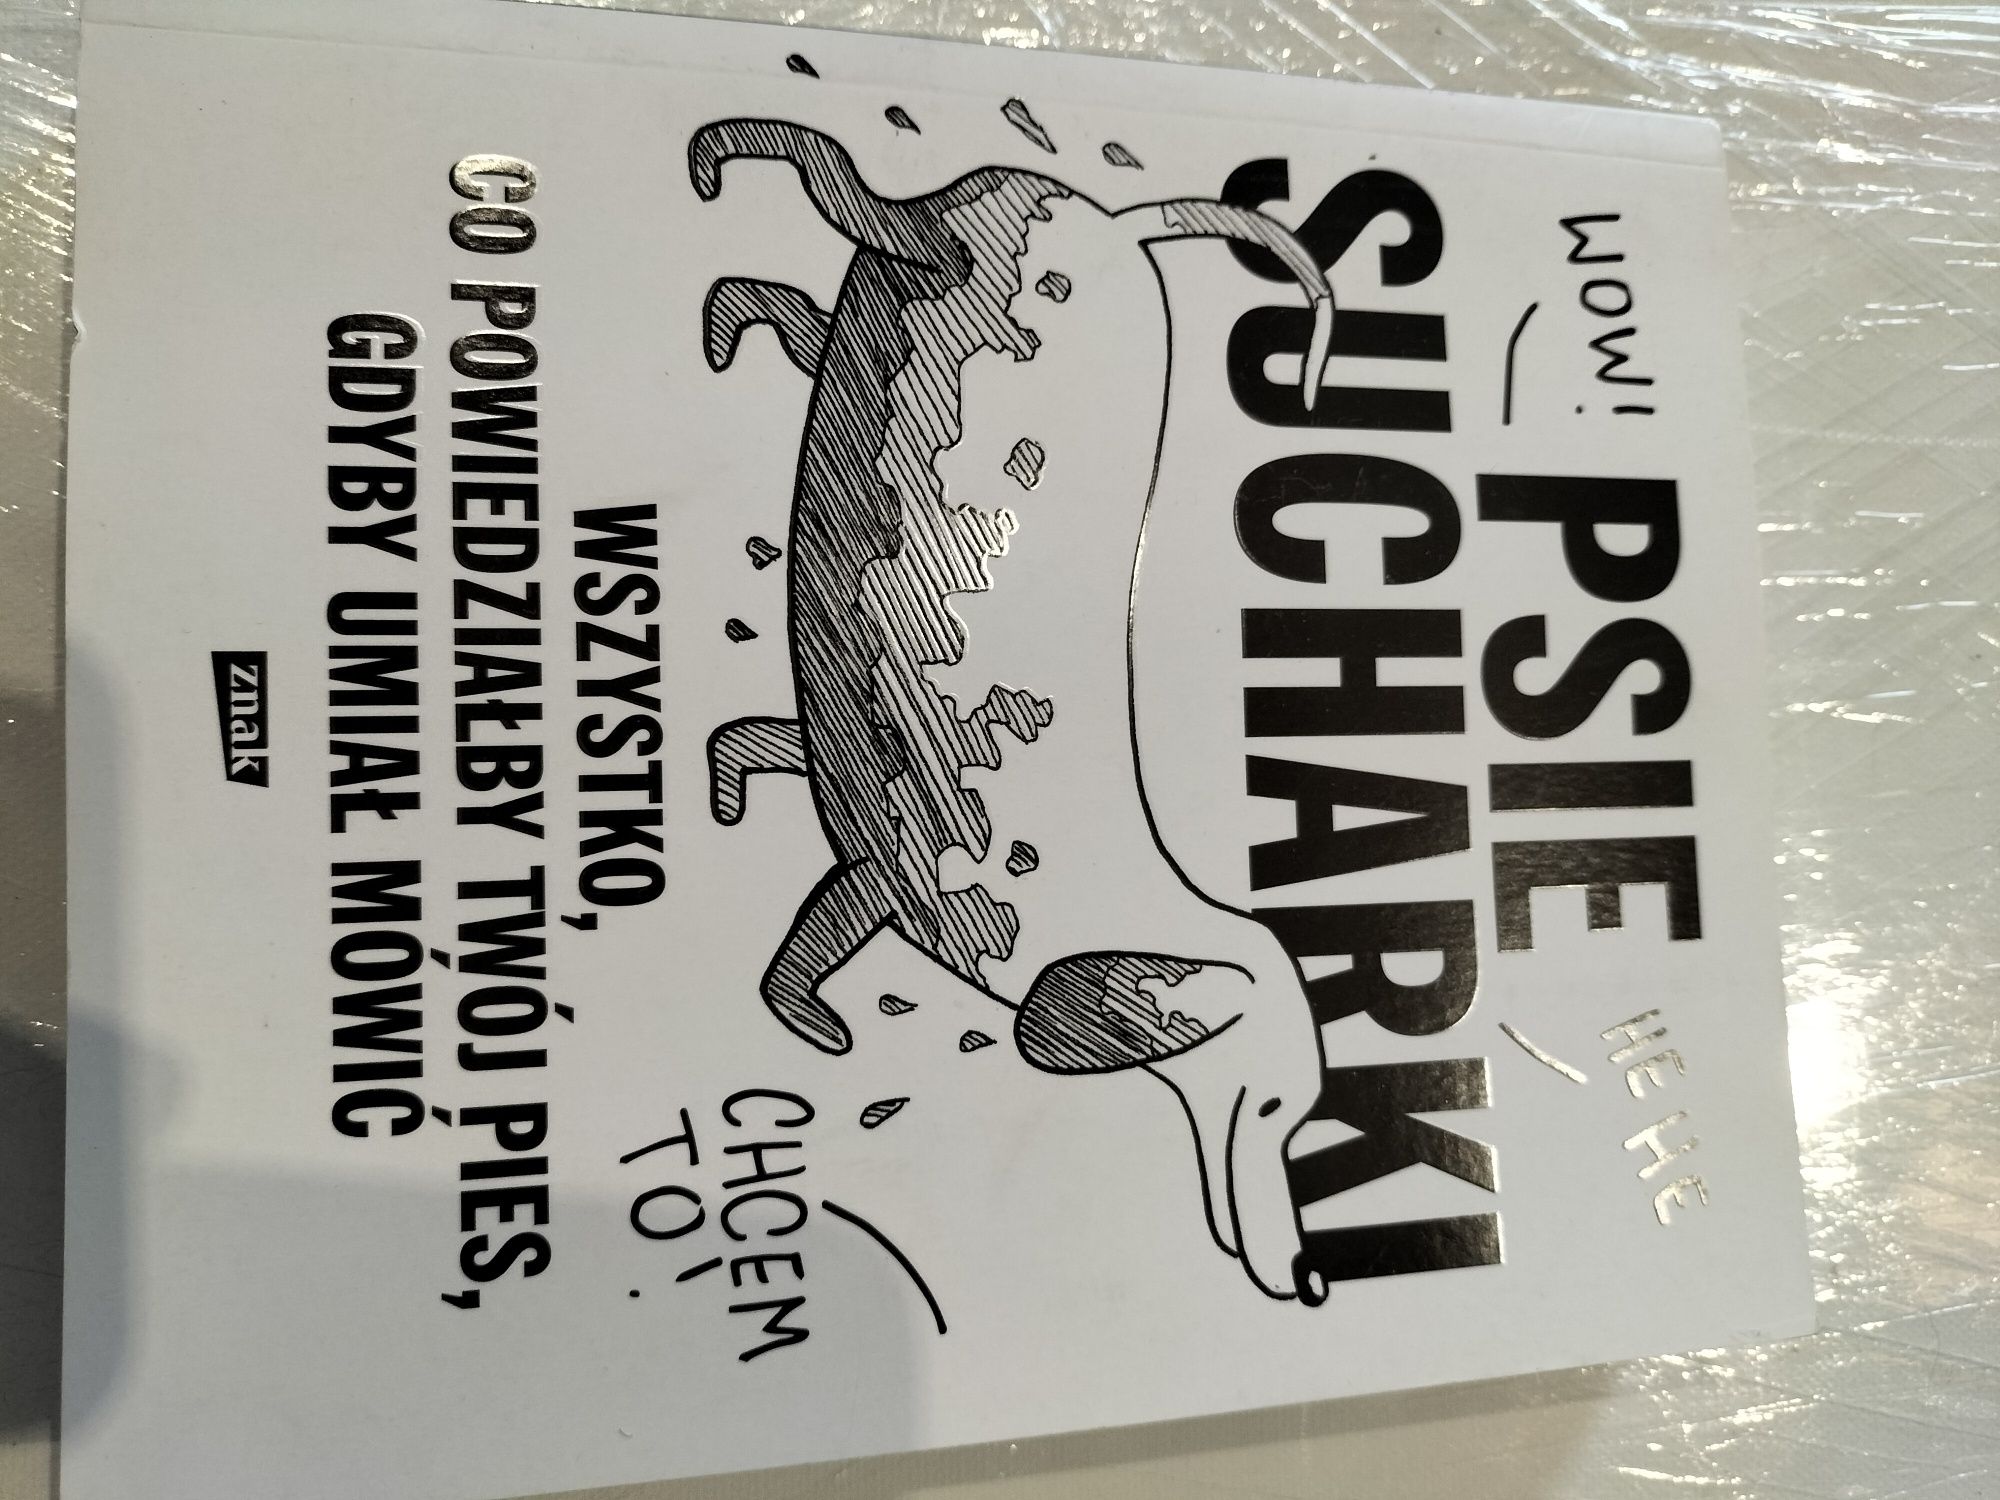 WOW!
HE HE
PSIE
SUCHARKI
CHCEM
TO!
WSZYSTKO,
CO POWIEDZIAŁBY TWÓJ PIES,
GDYBY UMIAŁ MÓWIĆ
znak